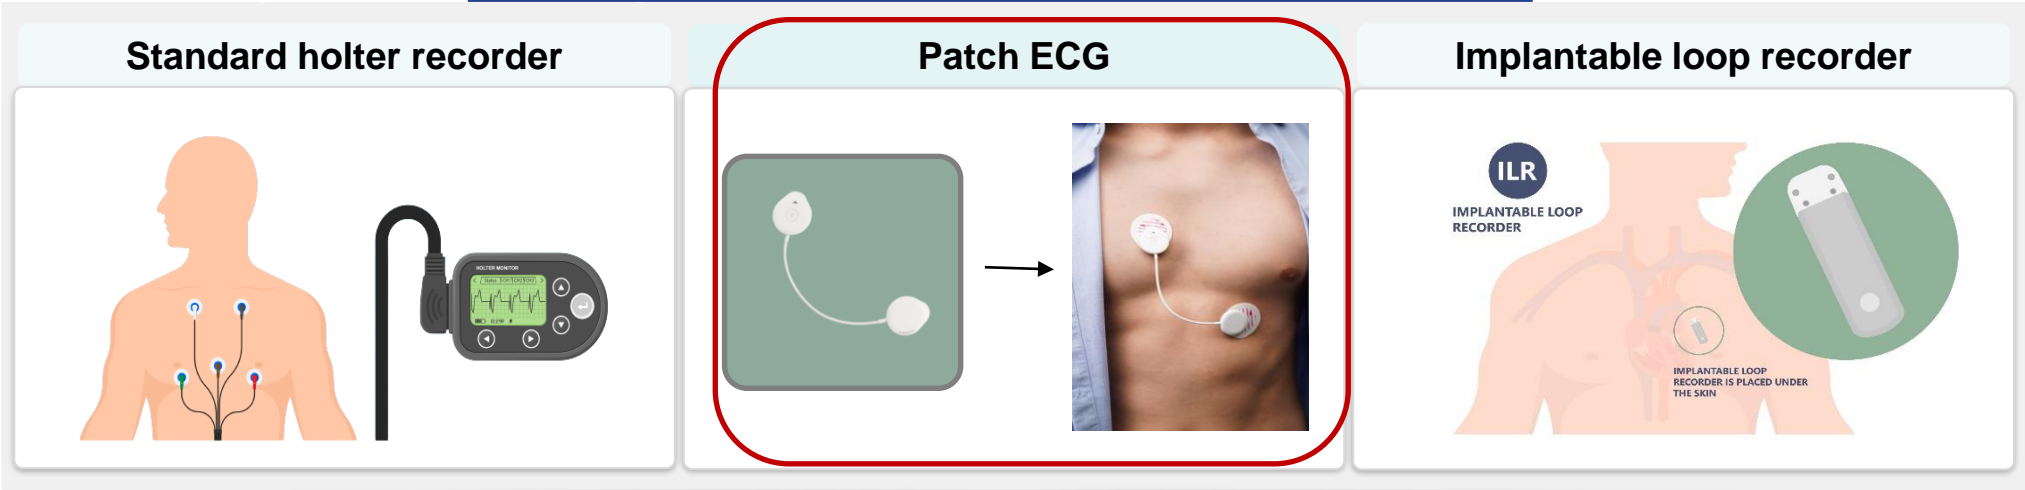 Standard holter recorder
Patch ECG
Implantable loop recorder
HOLTER MONITOR
Status
ILR
IMPLANTABLE LOOP
RECORDER
IMPLANTABLE LOOP
RECORDER IS PLACED UNDER
THE SKIN